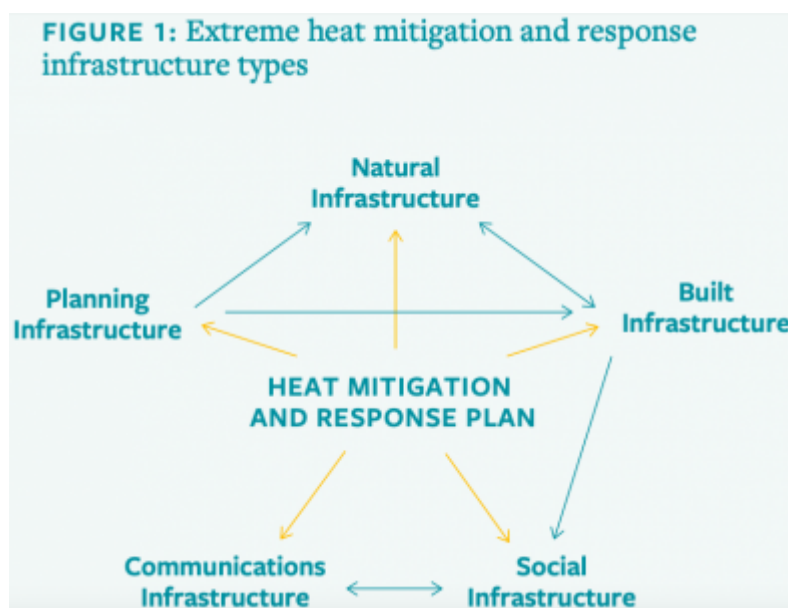 FIGURE 1: Extreme heat mitigation and response
infrastructure types
Natural
Infrastructure
Planning
Infrastructure
Built
Infrastructure
HEAT MITIGATION
AND RESPONSE PLAN
Communications
Infrastructure
Social
Infrastructure